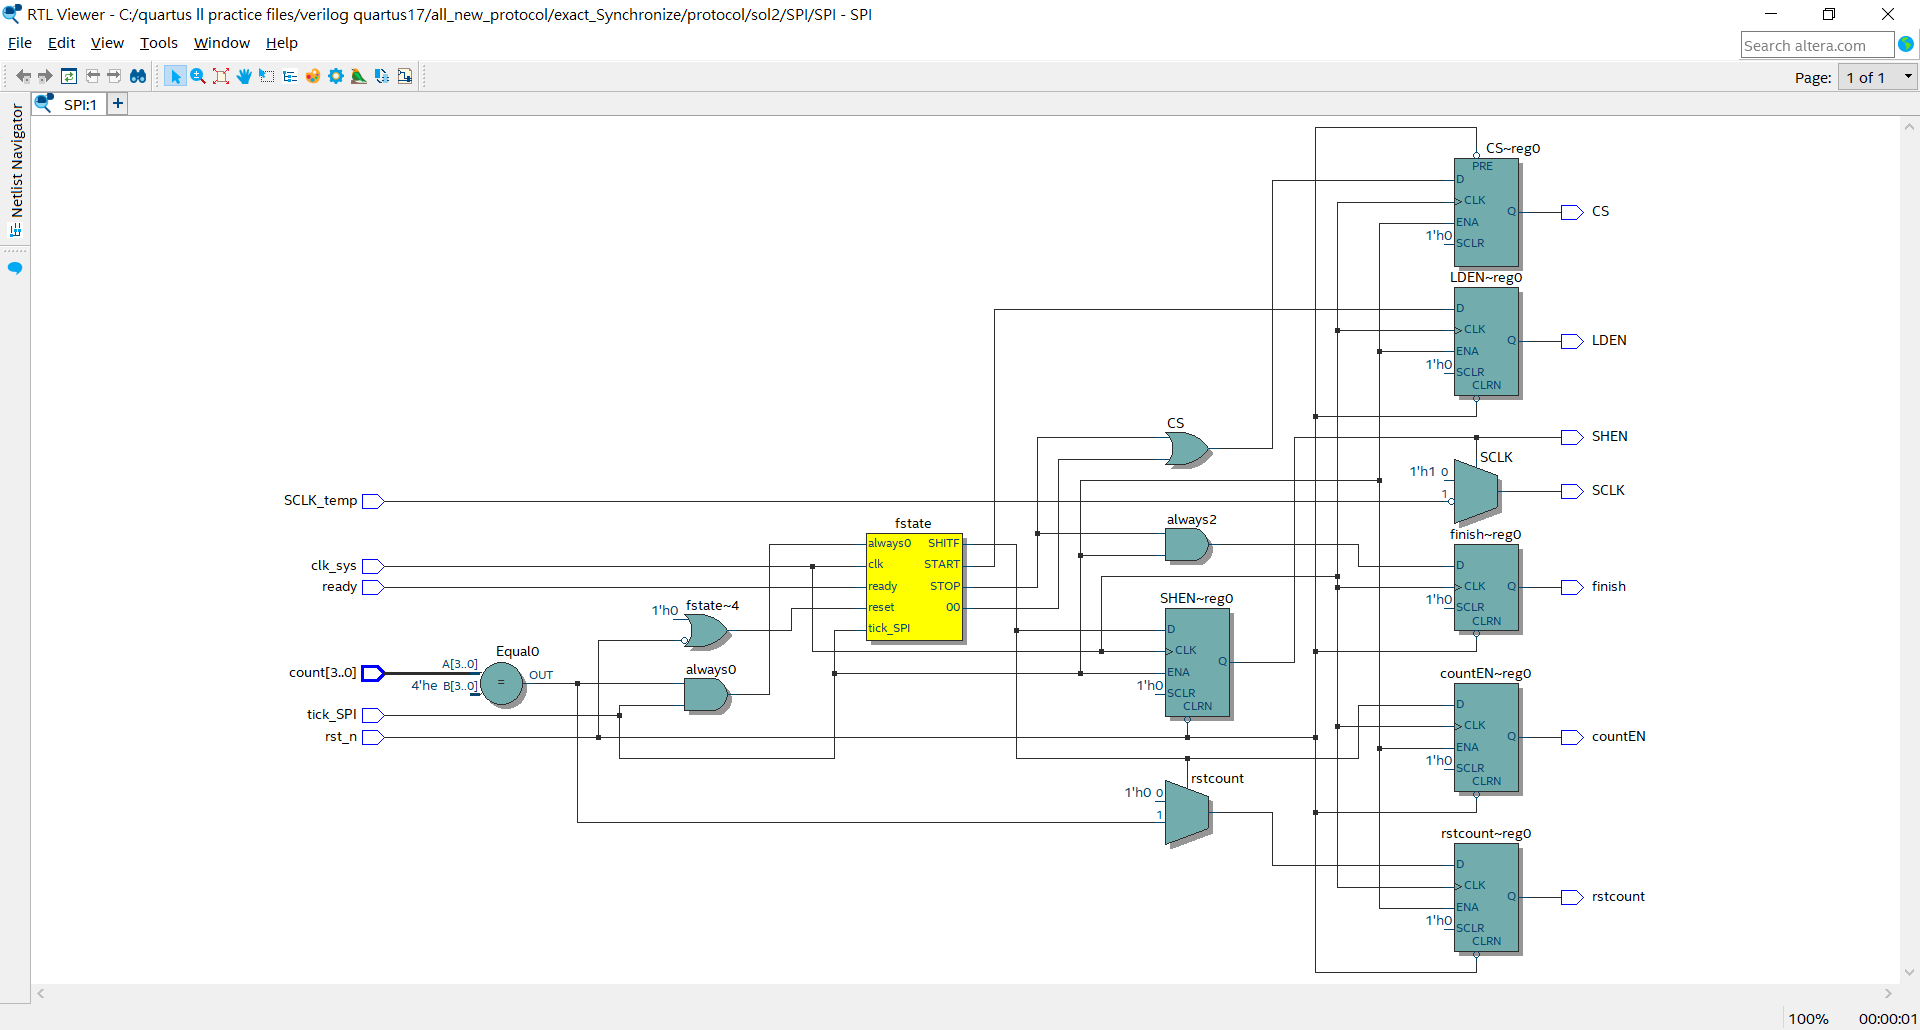 RTL Viewer - C:/quartus ll practice files/verilog quartus17/all_new_protocol/exact_Synchronize/protocol/sol2/SPI/SPI - SPI
File Edit View Tools Window Help
Search altera.com
Page: 1 of 1
SPI:1 +
Netlist Navigator
CS~reg0
PRE
D
CLK
ENA
1'h0
SCLR
Q
CS
LDEN~reg0
D
CLK
ENA
1'h0
SCLR
CLRN
Q
LDEN
CS
SHEN
SCLK
1'h1 0
1
SCLK
SCLK_temp
fstate
always0 SHITF
clk START
ready STOP
reset 00
tick_SPI
clk_sys
ready
always2
finish~reg0
D
CLK
1'h0
SCLR
CLRN
Q
finish
1'h0
fstate~4
SHEN~reg0
D
CLK
ENA
1'h0
SCLR
CLRN
Q
Equal0
count[3..0]
A[3..0]
4'he B[3..0]
=
OUT
always0
tick_SPI
rst_n
countEN~reg0
D
CLK
ENA
1'h0
SCLR
CLRN
Q
countEN
rstcount
1'h0 0
1
rstcount~reg0
D
CLK
ENA
1'h0
SCLR
CLRN
Q
rstcount
100% 00:00:01